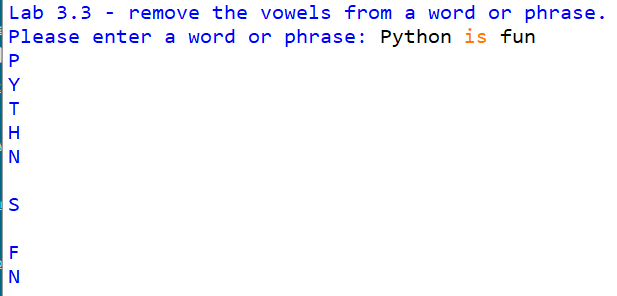 Lab 3.3 - remove the vowels from a word or phrase.
Please enter a word or phrase: Python is fun
P
Y
T
H
N

S

F
N